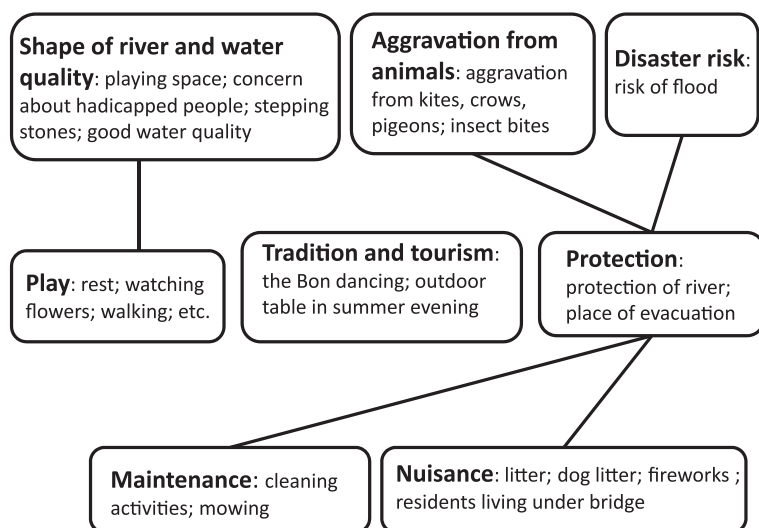 Shape of river and water
quality: playing space; concern
about hadicapped people; stepping
stones; good water quality
Aggravation from
animals: aggravation
from kites, crows,
pigeons; insect bites
Disaster risk:
risk of flood
Play: rest; watching
flowers; walking; etc.
Tradition and tourism:
the Bon dancing; outdoor
table in summer evening
Protection:
protection of river;
place of evacuation
Maintenance: cleaning
activities; mowing
Nuisance: litter; dog litter; fireworks ;
residents living under bridge